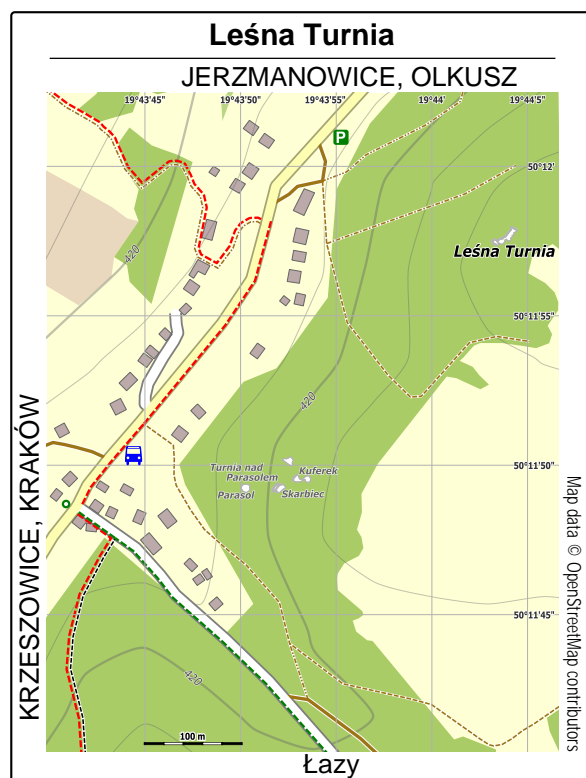 Leśna Turnia
JERZMANOWICE, OLKUSZ
19°43'45" 19°43'50" 19°43'55" 19°44' 19°44'5"
P
50°12'
420
Leśna Turnia
50°11'55"
420
Turnia nad
Parasolem
Kuferek
50°11'50"
Parasol
Skarbiec
KRZESZOWICE, KRAKÓW
Map data © OpenStreetMap contributors
50°11'45"
420
100 m
Łazy